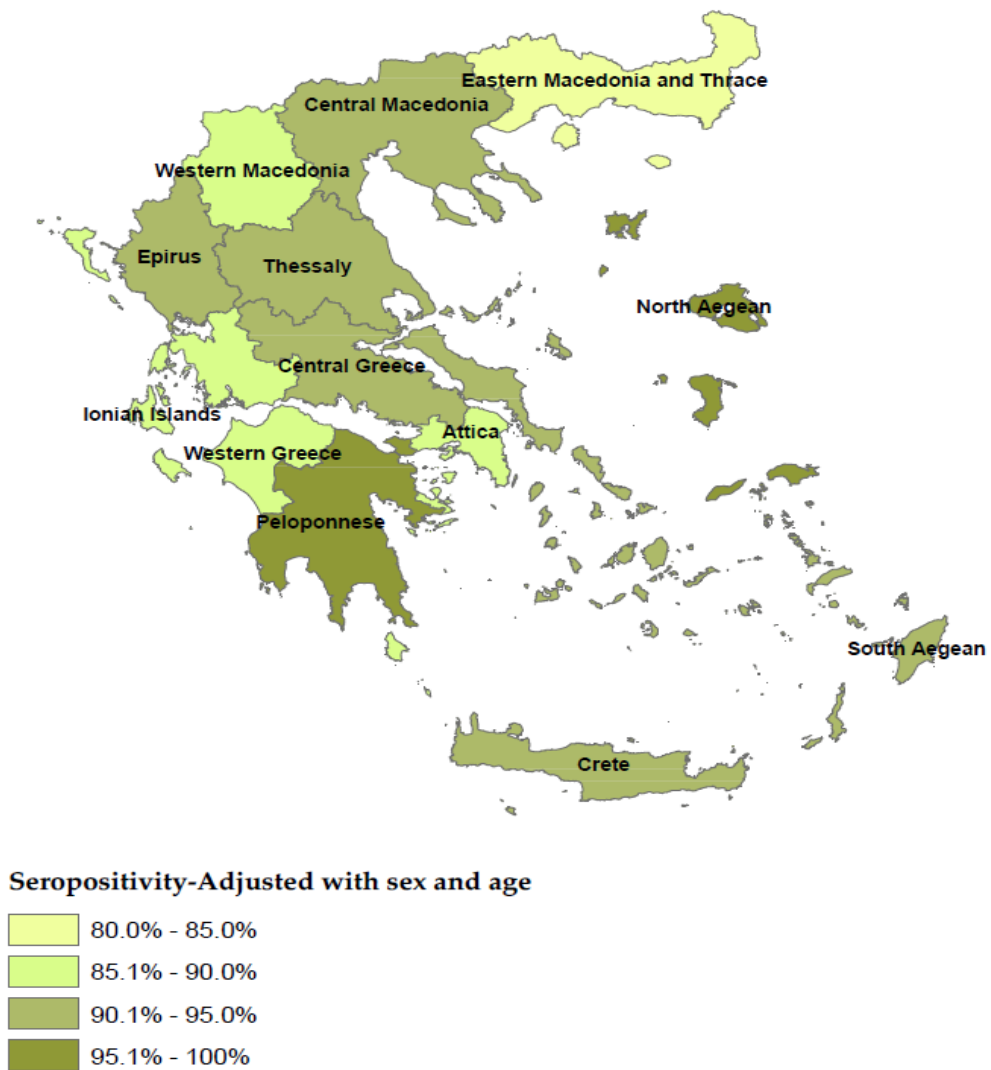 Eastern Macedonia and Thrace
Central Macedonia
Western Macedonia
Epirus
Thessaly
North Aegean
Central Greece
Ionian Islands
Attica
Western Greece
Peloponnese
South Aegean
Crete
Seropositivity-Adjusted with sex and age
80.0% - 85.0%
85.1% - 90.0%
90.1% - 95.0%
95.1% - 100%